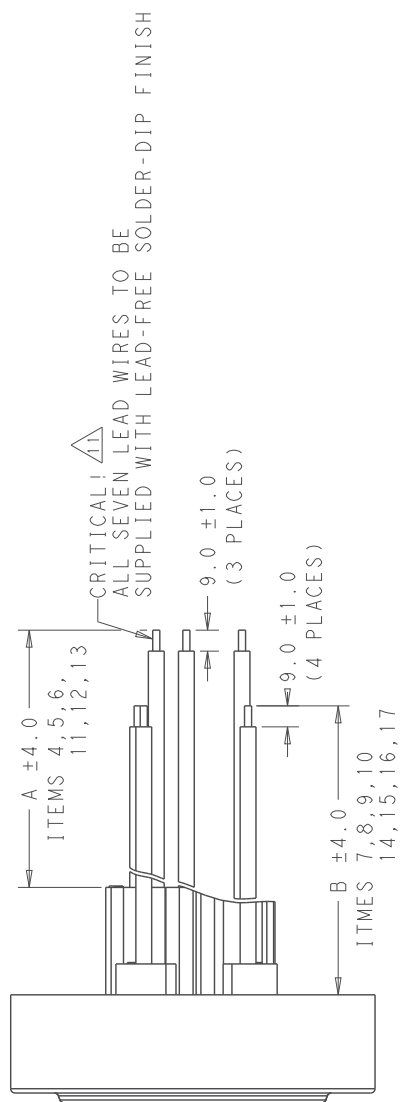 CRITICAL! 11
ALL SEVEN LEAD WIRES TO BE
SUPPLIED WITH LEAD-FREE SOLDER-DIP FINISH
A ±4.0
ITEMS 4,5,6,
11,12,13
9.0 ±1.0
(3 PLACES)
9.0 ±1.0
(4 PLACES)
B ±4.0
ITMES 7,8,9,10
14,15,16,17